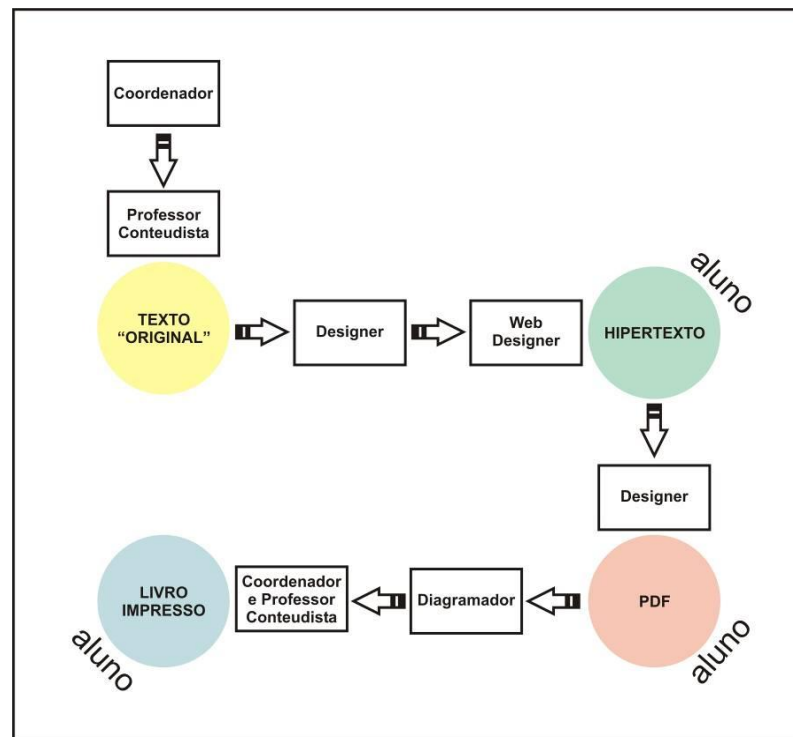 Coordenador
Professor
Conteudista
TEXTO
“ORIGINAL”
Designer
Web
Designer
HIPERTEXTO
aluno
Designer
PDF
aluno
Diagramador
Coordenador
e Professor
Conteudista
LIVRO
IMPRESSO
aluno